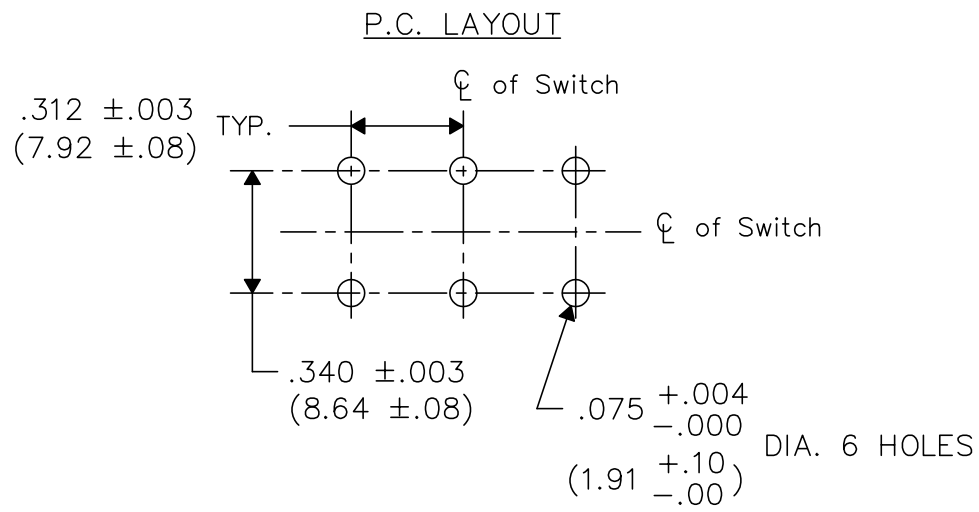 P.C. LAYOUT
℄ of Switch
.312 ±.003
(7.92 ±.08)
TYP.
℄ of Switch
.340 ±.003
(8.64 ±.08)
.075 +.004
-.000
(1.91 +.10
-.00)
DIA. 6 HOLES